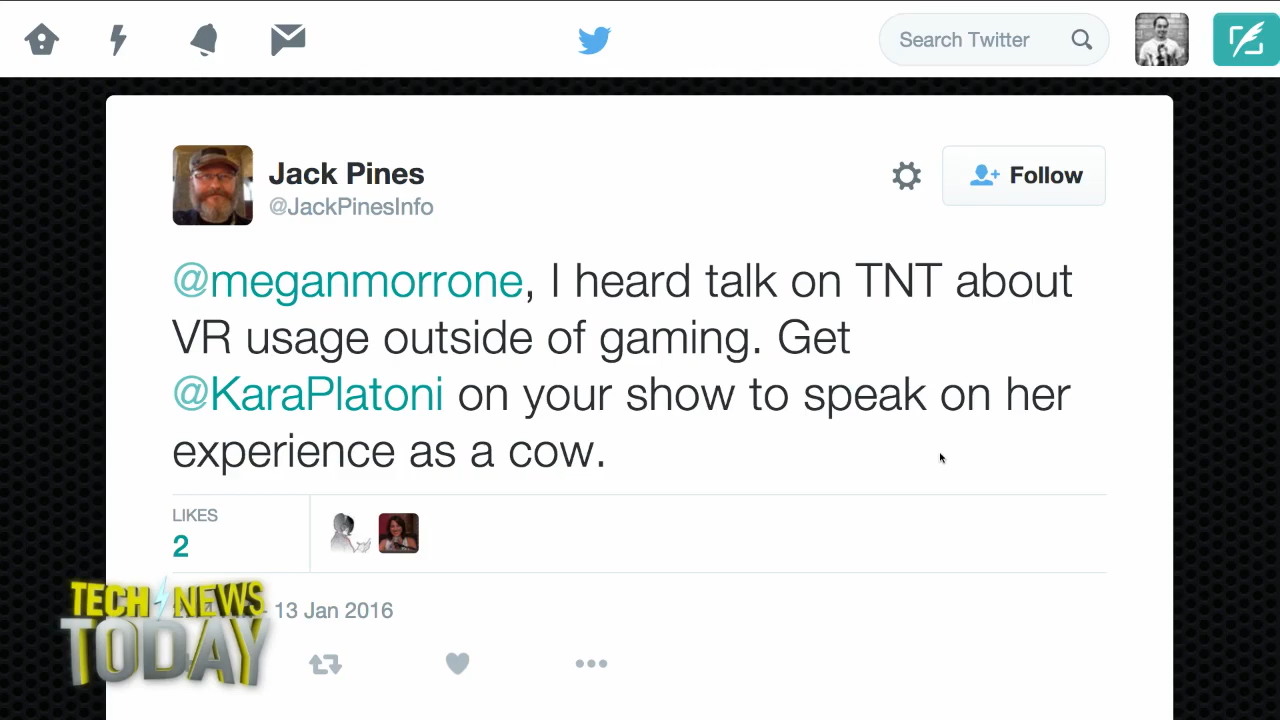 Search Twitter
Jack Pines
@JackPinesInfo
Follow
@meganmorrone, I heard talk on TNT about
VR usage outside of gaming. Get
@KaraPlatoni on your show to speak on her
experience as a cow.
LIKES
2
13 Jan 2016
TECH NEWS
TODAY